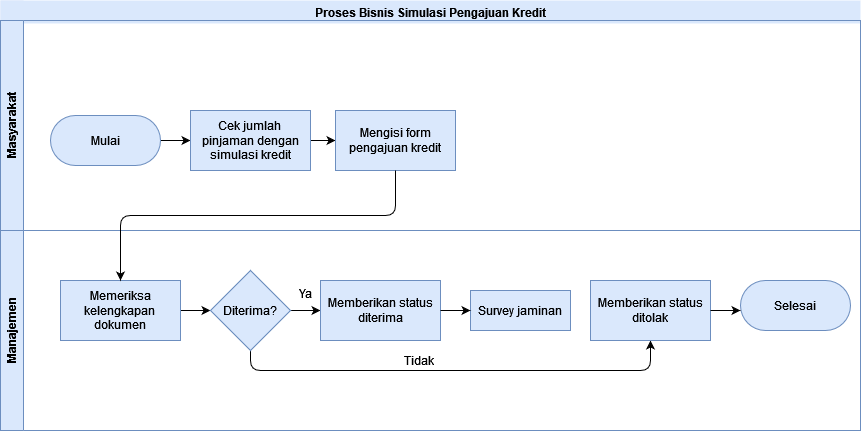 Proses Bisnis Simulasi Pengajuan Kredit
Masyarakat
Mulai
Cek jumlah
pinjaman dengan
simulasi kredit
Mengisi form
pengajuan kredit
Manajemen
Memeriksa
kelengkapan
dokumen
Diterima?
Ya
Memberikan status
diterima
Survey jaminan
Memberikan status
ditolak
Selesai
Tidak